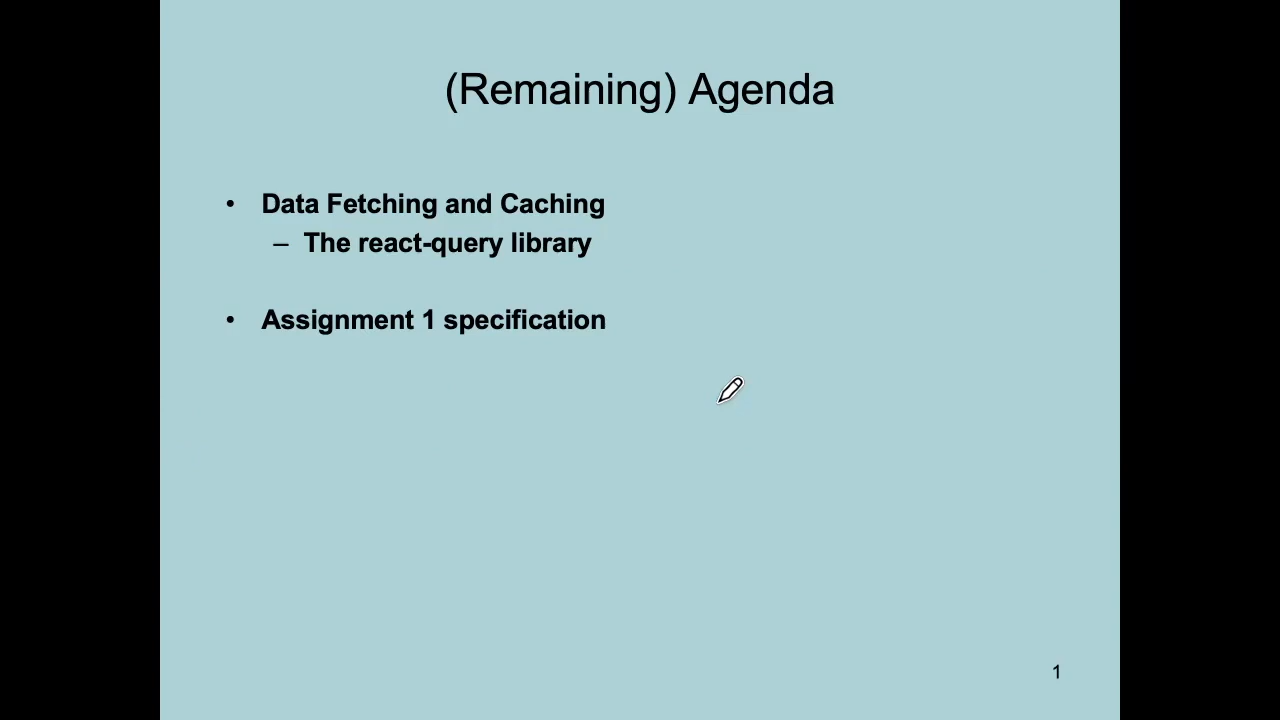 (Remaining) Agenda
• Data Fetching and Caching
– The react-query library
• Assignment 1 specification
1